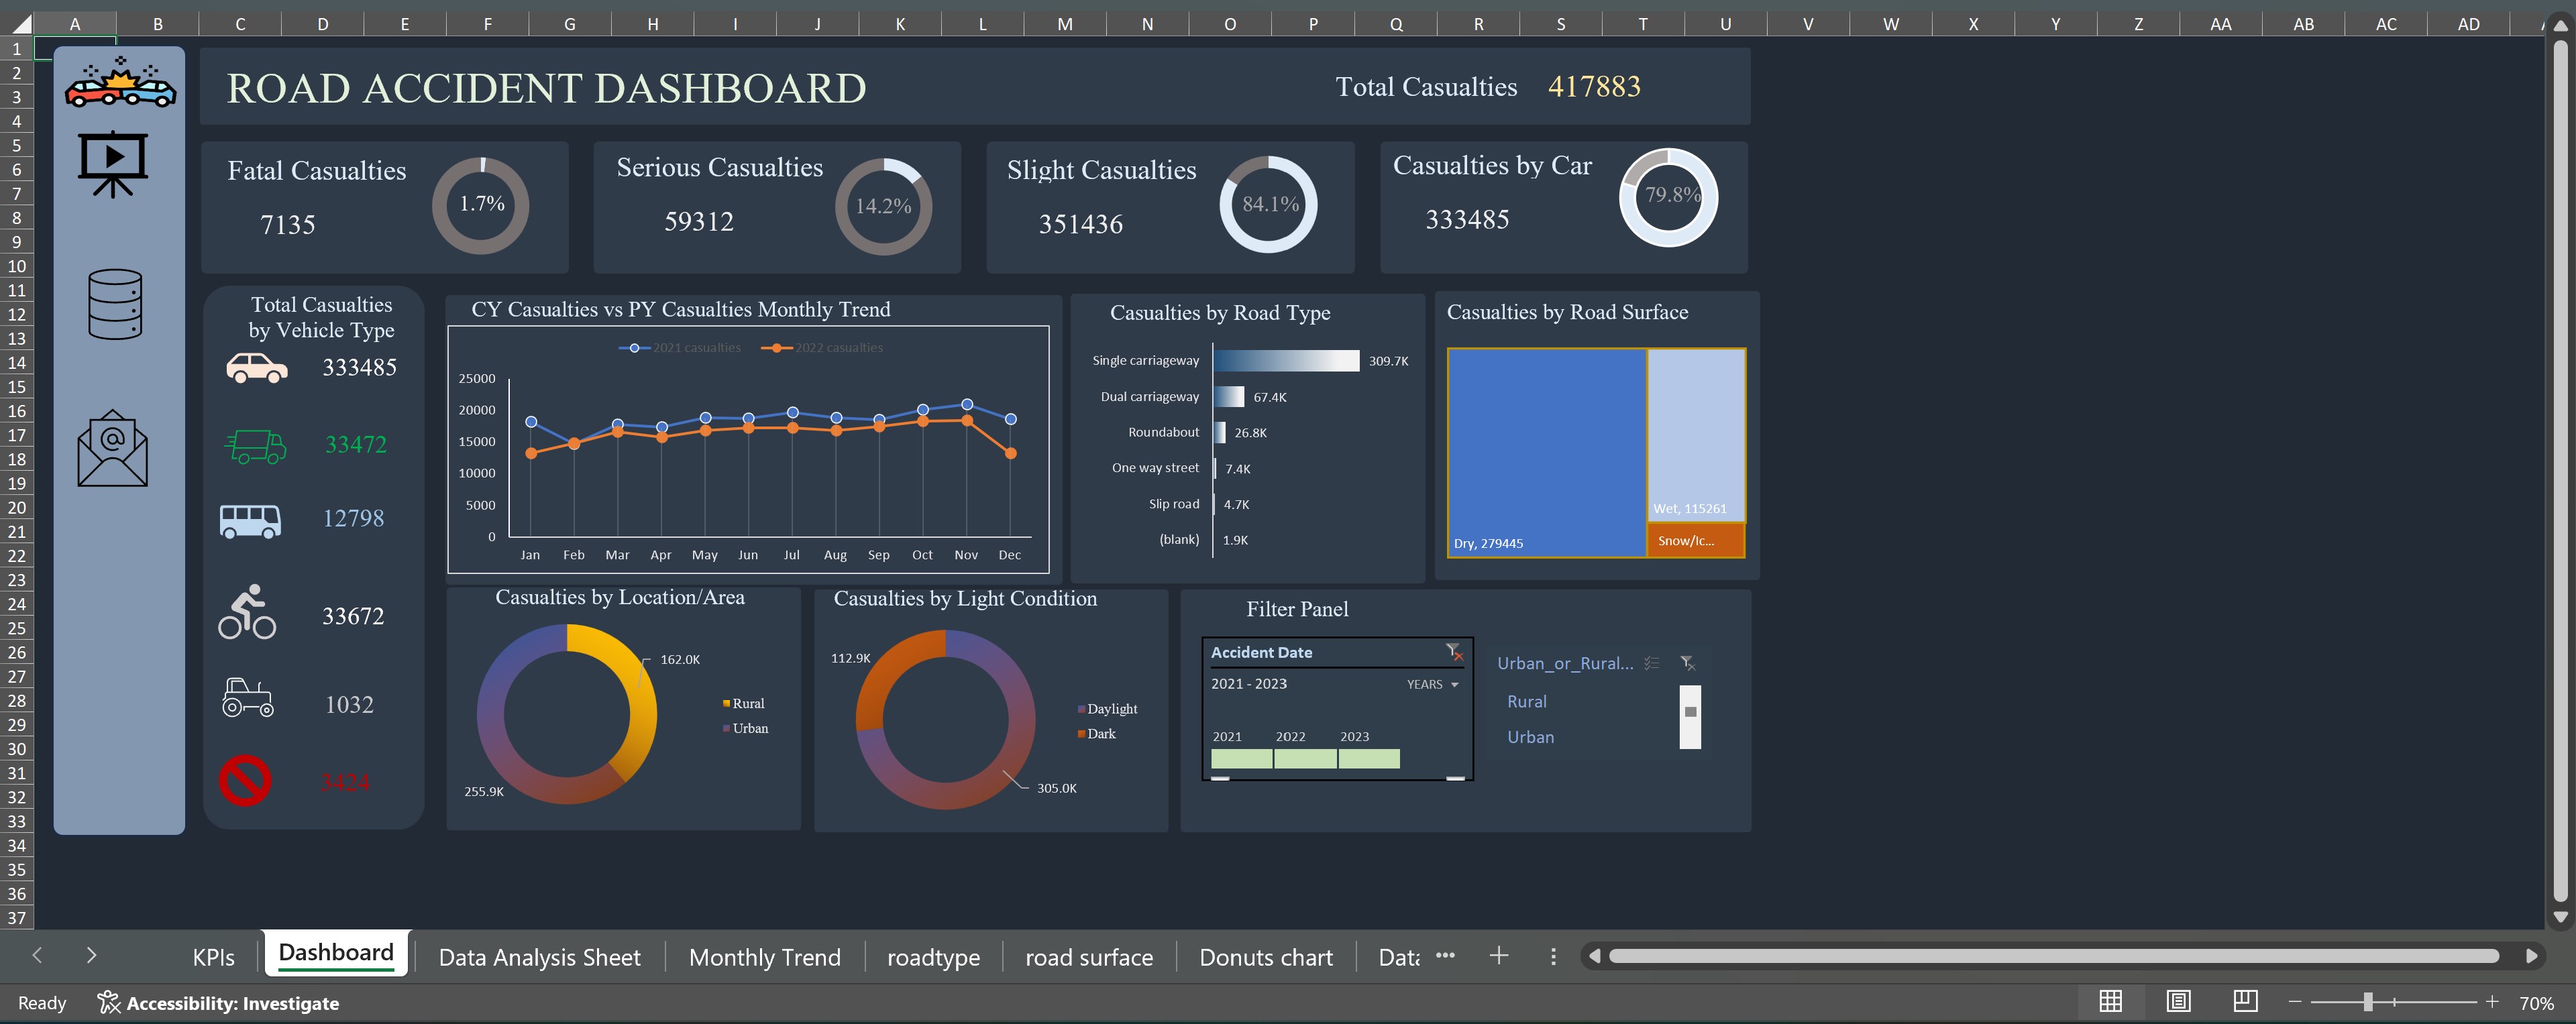 A B C D E F G H I J K L M N O P Q R S T U V W X Y Z AA AB AC AD
1
2
3
4
5
6
7
8
9
10
11
12
13
14
15
16
17
18
19
20
21
22
23
24
25
26
27
28
29
30
31
32
33
34
35
36
37
ROAD ACCIDENT DASHBOARD
Total Casualties 417883
Fatal Casualties
7135
1.7%
Serious Casualties
59312
14.2%
Slight Casualties
351436
84.1%
Casualties by Car
333485
79.8%
Total Casualties
by Vehicle Type
333485
33472
12798
33672
1032
3424
CY Casualties vs PY Casualties Monthly Trend
2021 casualties 2022 casualties
25000
20000
15000
10000
5000
0
Jan Feb Mar Apr May Jun Jul Aug Sep Oct Nov Dec
Casualties by Road Type
Single carriageway 309.7K
Dual carriageway 67.4K
Roundabout 26.8K
One way street 7.4K
Slip road 4.7K
(blank) 1.9K
Casualties by Road Surface
Dry, 279445
Wet, 115261
Snow/Ic...
Casualties by Location/Area
162.0K
255.9K
Rural
Urban
Casualties by Light Condition
112.9K
305.0K
Daylight
Dark
Filter Panel
Accident Date
2021 - 2023 YEARS
2021 2022 2023
Urban_or_Rural...
Rural
Urban
KPIs Dashboard Data Analysis Sheet Monthly Trend roadtype road surface Donuts chart Data
Ready Accessibility: Investigate 70%